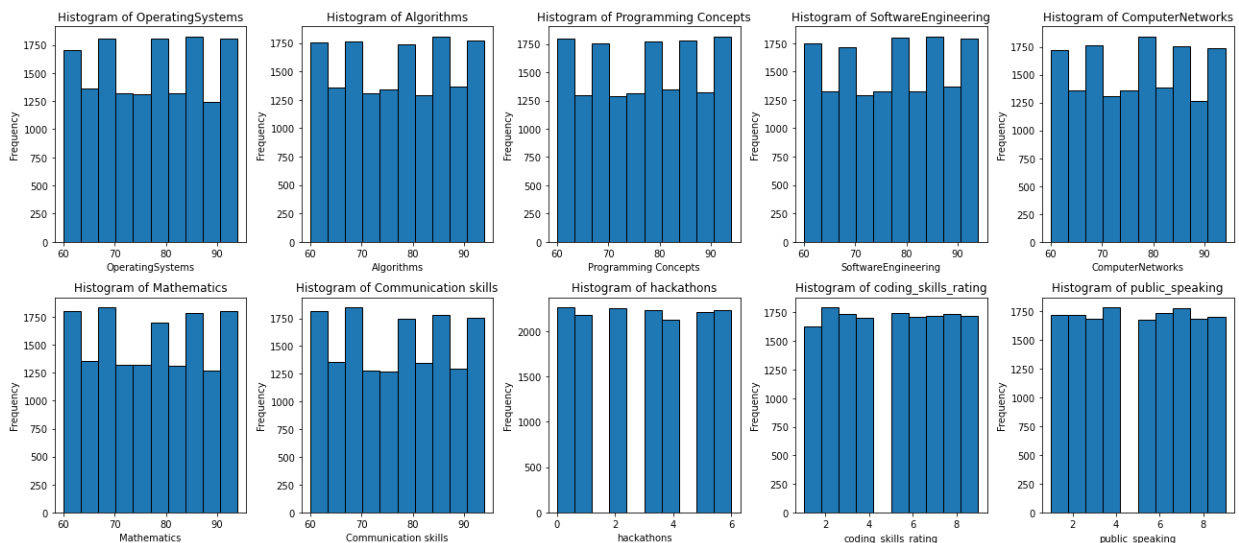 Histogram of OperatingSystems
Frequency
1750
1500
1250
1000
750
500
250
0
60 70 80 90
OperatingSystems
Histogram of Algorithms
Frequency
1750
1500
1250
1000
750
500
250
0
60 70 80 90
Algorithms
Histogram of Programming Concepts
Frequency
1750
1500
1250
1000
750
500
250
0
60 70 80 90
Programming Concepts
Histogram of SoftwareEngineering
Frequency
1750
1500
1250
1000
750
500
250
0
60 70 80 90
SoftwareEngineering
Histogram of ComputerNetworks
Frequency
1750
1500
1250
1000
750
500
250
0
60 70 80 90
ComputerNetworks
Histogram of Mathematics
Frequency
1750
1500
1250
1000
750
500
250
0
60 70 80 90
Mathematics
Histogram of Communication skills
Frequency
1750
1500
1250
1000
750
500
250
0
60 70 80 90
Communication skills
Histogram of hackathons
Frequency
2000
1500
1000
500
0
0 2 4 6
hackathons
Histogram of coding_skills_rating
Frequency
1750
1500
1250
1000
750
500
250
0
2 4 6 8
coding_skills_rating
Histogram of public_speaking
Frequency
1750
1500
1250
1000
750
500
250
0
2 4 6 8
public_speaking